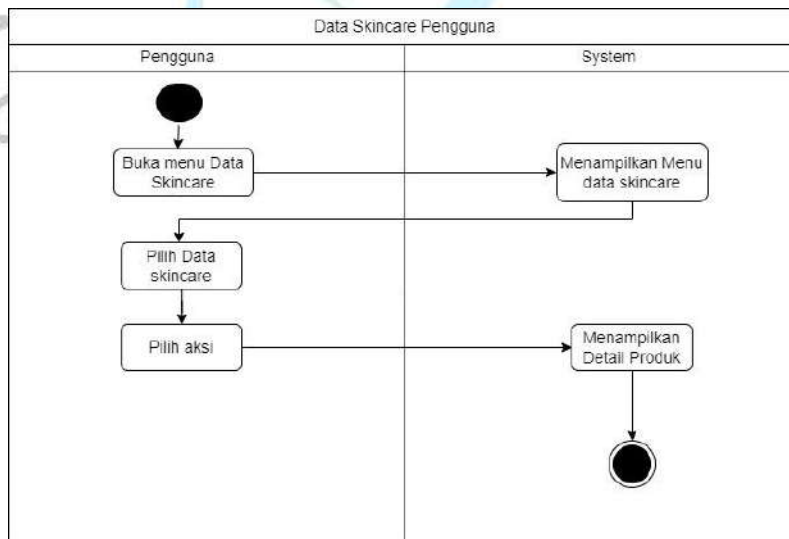 Data Skincare Pengguna
Pengguna
System
Buka menu Data
Skincare
Menampilkan Menu
data skincare
Pilih Data
skincare
Pilih aksi
Menampilkan
Detail Produk